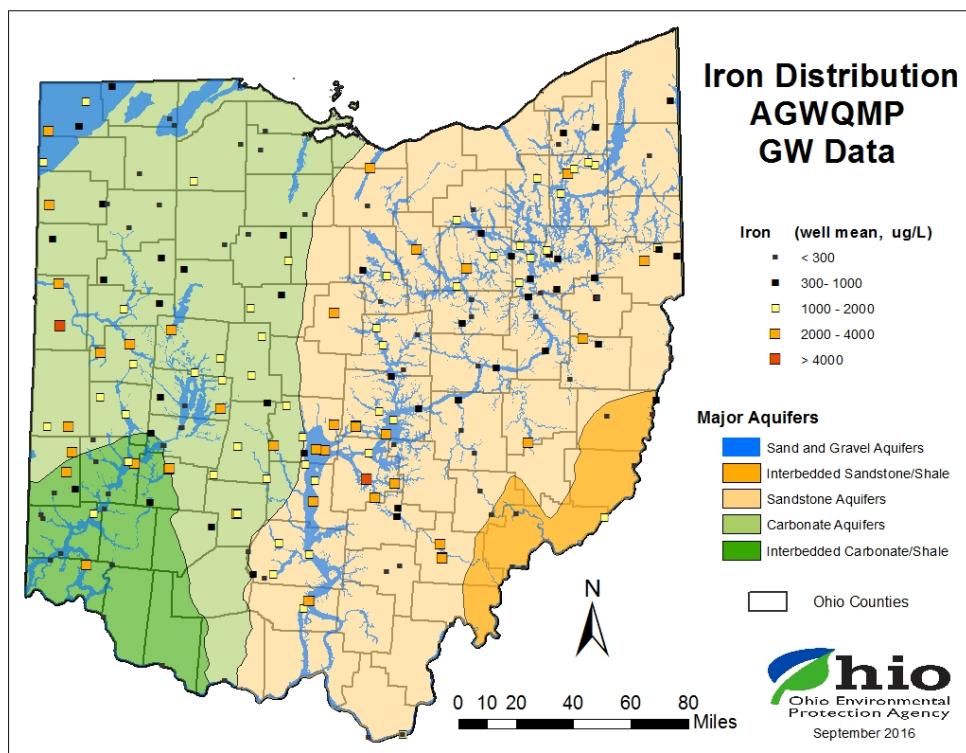 Iron Distribution
AGWQMP
GW Data
Iron (well mean, ug/L)
< 300
300- 1000
1000 - 2000
2000 - 4000
> 4000
Major Aquifers
Sand and Gravel Aquifers
Interbedded Sandstone/Shale
Sandstone Aquifers
Carbonate Aquifers
Interbedded Carbonate/Shale
Ohio Counties
N
0 10 20 40 60 80
Miles
Ohio
Ohio Environmental
Protection Agency
September 2016